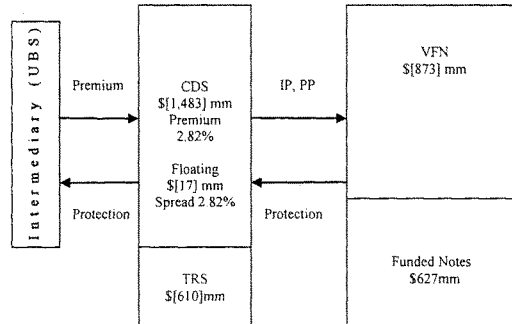 Intermediary (UBS)
Premium
Protection
CDS
$[1,483] mm
Premium
2.82%
Floating
$[17] mm
Spread 2.82%
TRS
$[610]mm
IP, PP
Protection
VFN
$[873] mm
Funded Notes
$627mm